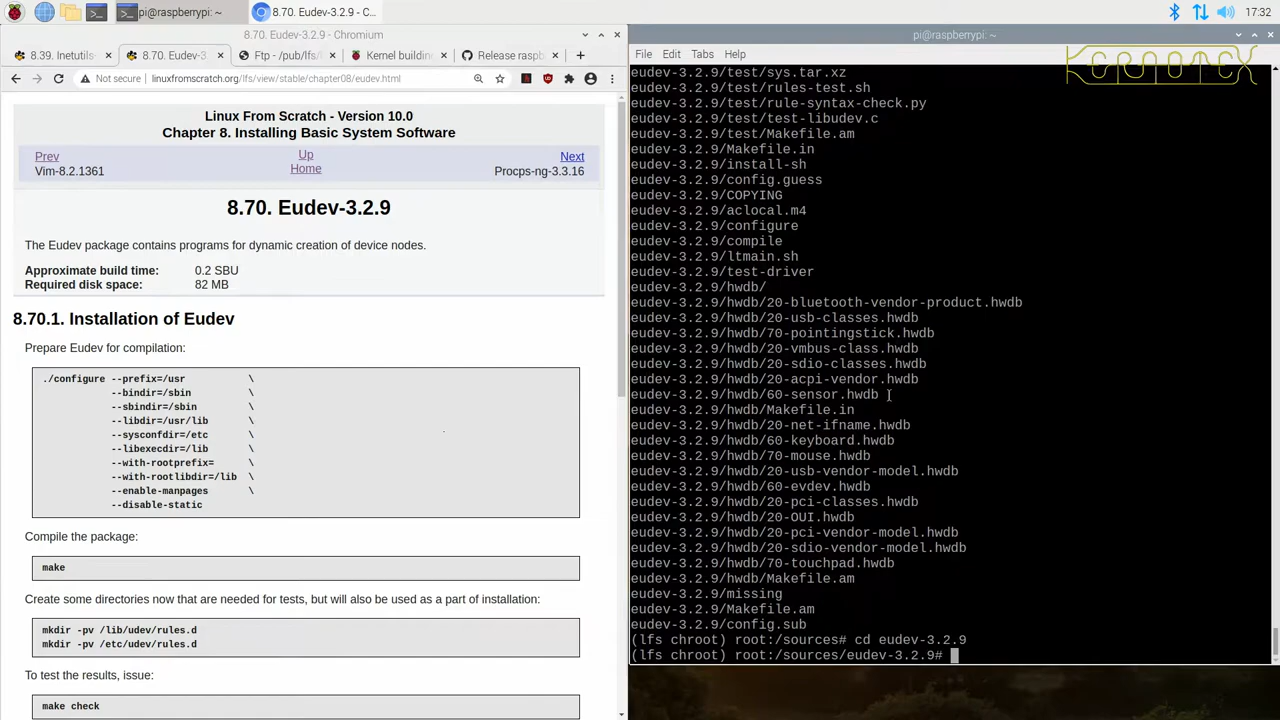 pi@raspberrypi: ~
8.70. Eudev-3.2.9 - C...
17:32
8.70. Eudev-3.2.9 - Chromium
8.39. Inetutils-
8.70. Eudev-3
Ftp - /pub/lfs/l
Kernel building
Release raspb
Not secure | linuxfromscratch.org/lfs/view/stable/chapter08/eudev.html
Linux From Scratch - Version 10.0
Chapter 8. Installing Basic System Software
Prev
Up
Next
Vim-8.2.1361
Home
Procps-ng-3.3.16
8.70. Eudev-3.2.9
The Eudev package contains programs for dynamic creation of device nodes.
Approximate build time: 0.2 SBU
Required disk space: 82 MB
8.70.1. Installation of Eudev
Prepare Eudev for compilation:
./configure --prefix=/usr \
--bindir=/sbin \
--sbindir=/sbin \
--libdir=/usr/lib \
--sysconfdir=/etc \
--libexecdir=/lib \
--with-rootprefix= \
--with-rootlibdir=/lib \
--enable-manpages \
--disable-static
Compile the package:
make
Create some directories now that are needed for tests, but will also be used as a part of installation:
mkdir -pv /lib/udev/rules.d
mkdir -pv /etc/udev/rules.d
To test the results, issue:
make check
pi@raspberrypi: ~
File Edit Tabs Help
KERNOTEX
eudev-3.2.9/test/sys.tar.xz
eudev-3.2.9/test/rules-test.sh
eudev-3.2.9/test/rule-syntax-check.py
eudev-3.2.9/test/test-libudev.c
eudev-3.2.9/test/Makefile.am
eudev-3.2.9/Makefile.in
eudev-3.2.9/install-sh
eudev-3.2.9/config.guess
eudev-3.2.9/COPYING
eudev-3.2.9/aclocal.m4
eudev-3.2.9/configure
eudev-3.2.9/compile
eudev-3.2.9/ltmain.sh
eudev-3.2.9/test-driver
eudev-3.2.9/hwdb/
eudev-3.2.9/hwdb/20-bluetooth-vendor-product.hwdb
eudev-3.2.9/hwdb/20-usb-classes.hwdb
eudev-3.2.9/hwdb/70-pointingstick.hwdb
eudev-3.2.9/hwdb/20-vmbus-class.hwdb
eudev-3.2.9/hwdb/20-sdio-classes.hwdb
eudev-3.2.9/hwdb/20-acpi-vendor.hwdb
eudev-3.2.9/hwdb/60-sensor.hwdb
eudev-3.2.9/hwdb/Makefile.in
eudev-3.2.9/hwdb/20-net-ifname.hwdb
eudev-3.2.9/hwdb/60-keyboard.hwdb
eudev-3.2.9/hwdb/70-mouse.hwdb
eudev-3.2.9/hwdb/20-usb-vendor-model.hwdb
eudev-3.2.9/hwdb/60-evdev.hwdb
eudev-3.2.9/hwdb/20-pci-classes.hwdb
eudev-3.2.9/hwdb/20-OUI.hwdb
eudev-3.2.9/hwdb/20-pci-vendor-model.hwdb
eudev-3.2.9/hwdb/20-sdio-vendor-model.hwdb
eudev-3.2.9/hwdb/70-touchpad.hwdb
eudev-3.2.9/hwdb/Makefile.am
eudev-3.2.9/missing
eudev-3.2.9/Makefile.am
eudev-3.2.9/config.sub
(lfs chroot) root:/sources# cd eudev-3.2.9
(lfs chroot) root:/sources/eudev-3.2.9#